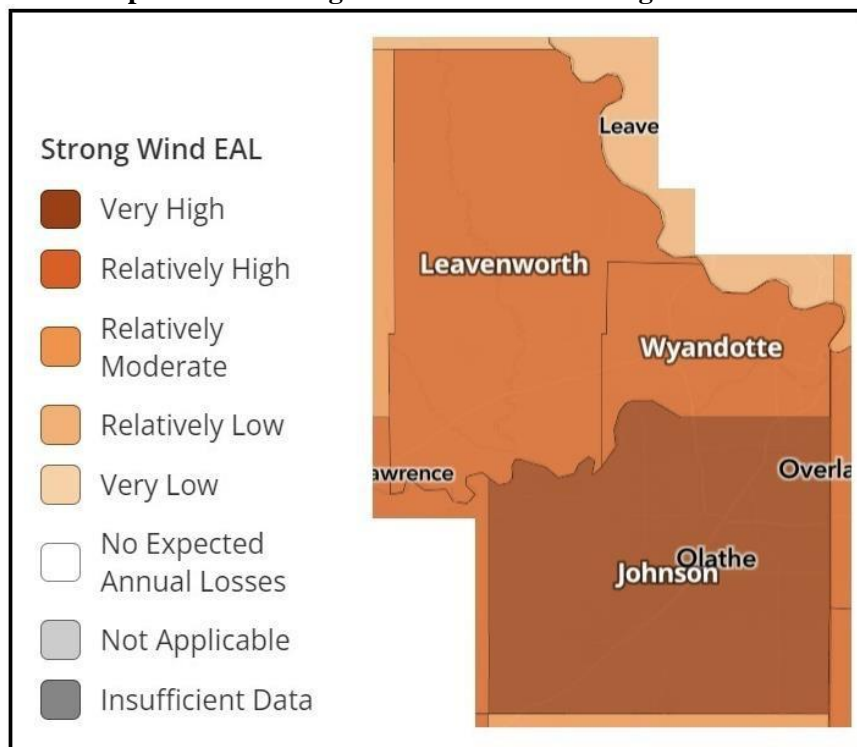 Strong Wind EAL
Very High
Relatively High
Relatively
Moderate
Relatively Low
Very Low
No Expected
Annual Losses
Not Applicable
Insufficient Data
Leave
Leavenworth
Wyandotte
awrence
Overla
Olathe
Johnson